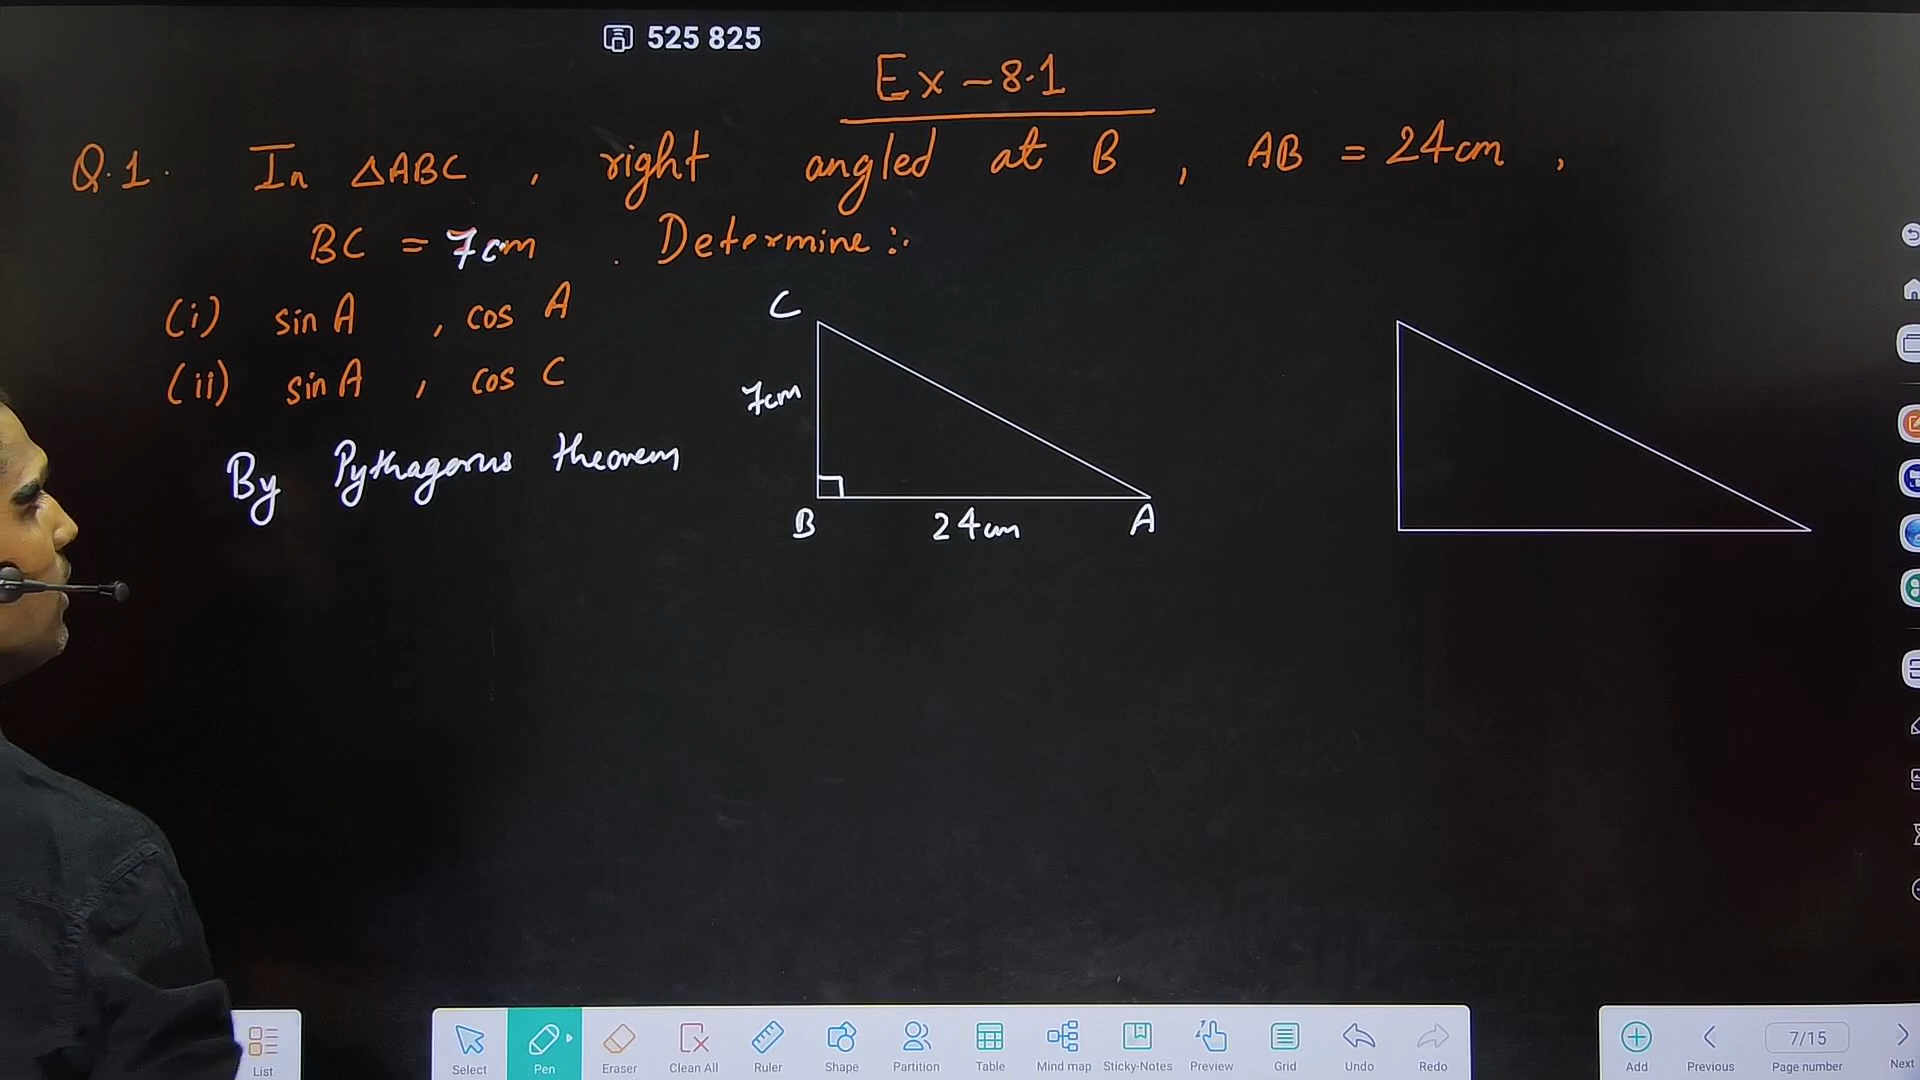 525 825
Ex - 8.1
Q.1. In △ABC , right angled at B , AB = 24cm ,
BC = 7cm . Determine :.
(i) sin A , cos A
(ii) sin A , cos C
By Pythagorus theorem
C
7cm
B 24cm A
List
Select Pen Eraser Clean All Ruler Shape Partition Table Mind map Sticky-Notes Preview Grid Undo Redo
Add Previous 7/15 Page number Next